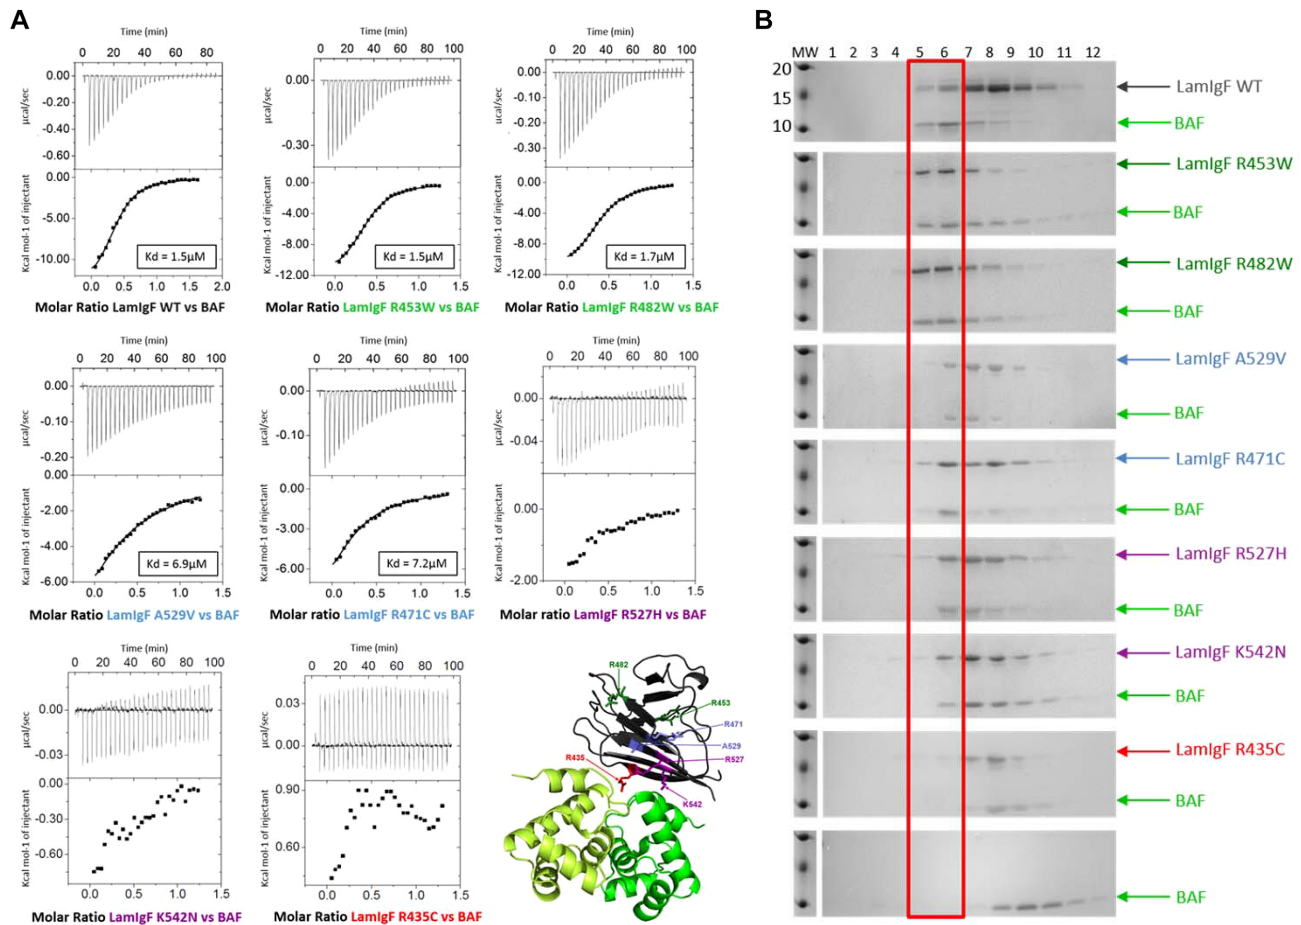 A
Time (min)
0 20 40 60 80
0.00
-0.20
-0.40
-0.60
µcal/sec
0.00
-5.00
-10.00
Kcal mol-1 of injectant
Kd = 1.5µM
0.0 0.5 1.0 1.5 2.0
Molar Ratio LamIgF WT vs BAF
Time (min)
0 20 40 60 80 100
0.00
-0.30
µcal/sec
0.00
-4.00
-8.00
-12.00
Kcal mol-1 of injectant
Kd = 1.5µM
0.0 0.5 1.0 1.5
Molar Ratio LamIgF R453W vs BAF
Time (min)
0 20 40 60 80 100
0.00
-0.15
-0.30
µcal/sec
0.00
-4.00
-8.00
-12.00
Kcal mol-1 of injectant
Kd = 1.7µM
0.0 0.5 1.0 1.5
Molar Ratio LamIgF R482W vs BAF
Time (min)
0 20 40 60 80 100
0.00
-0.10
-0.20
µcal/sec
0.00
-2.00
-4.00
-6.00
Kcal mol-1 of injectant
Kd = 6.9µM
0.0 0.5 1.0 1.5
Molar Ratio LamIgF A529V vs BAF
Time (min)
0 20 40 60 80 100
0.00
-0.10
µcal/sec
0.00
-3.00
-6.00
Kcal mol-1 of injectant
Kd = 7.2µM
0.0 0.5 1.0 1.5
Molar ratio LamIgF R471C vs BAF
Time (min)
0 20 40 60 80 100
0.00
-0.04
µcal/sec
0.00
-2.00
Kcal mol-1 of injectant
0.0 0.5 1.0 1.5
Molar ratio LamIgF R527H vs BAF
Time (min)
0 20 40 60 80 100
0.00
-0.03
µcal/sec
0.00
-0.30
-0.60
Kcal mol-1 of injectant
0.0 0.5 1.0 1.5
Molar Ratio LamIgF K542N vs BAF
Time (min)
0 20 40 60 80 100
0.03
0.00
µcal/sec
0.90
0.60
Kcal mol-1 of injectant
0.0 0.5 1.0 1.5
Molar Ratio LamIgF R435C vs BAF
R482
R453
R471
A529
R527
R435
K542
B
MW 1 2 3 4 5 6 7 8 9 10 11 12
20
15
10
LamIgF WT
BAF
LamIgF R453W
BAF
LamIgF R482W
BAF
LamIgF A529V
BAF
LamIgF R471C
BAF
LamIgF R527H
BAF
LamIgF K542N
BAF
LamIgF R435C
BAF
BAF